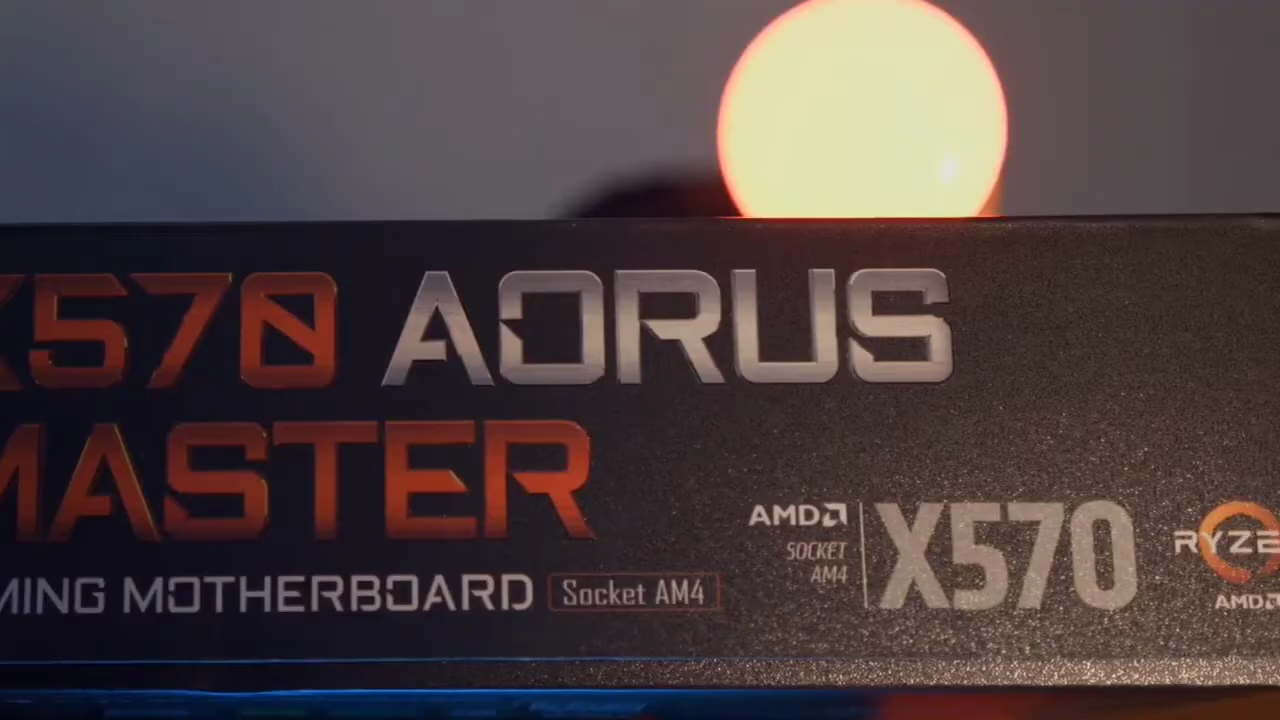 X570 AORUS
MASTER
MING MOTHERBOARD Socket AM4
AMD
SOCKET
AM4
X570
RYZE
AMD